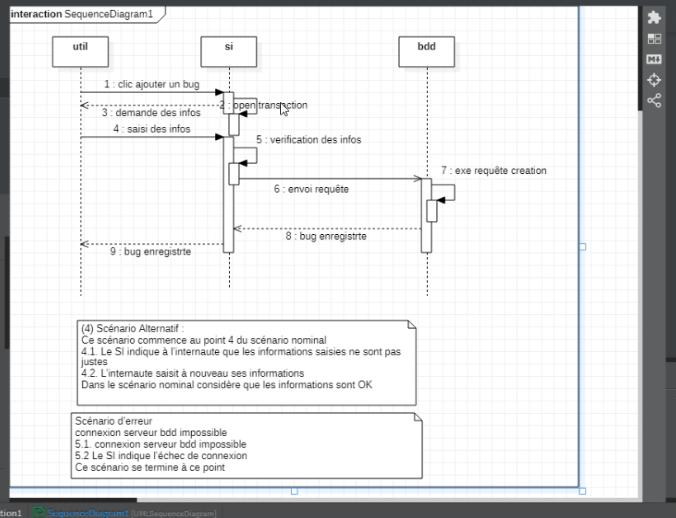 interaction SequenceDiagram1
util
si
bdd
1 : clic ajouter un bug
2 : open transaction
3 : demande des infos
4 : saisi des infos
5 : verification des infos
7 : exe requête creation
6 : envoi requête
8 : bug enregistrte
9 : bug enregistrte
(4) Scénario Alternatif :
Ce scénario commence au point 4 du scénario nominal
4.1. Le SI indique à l'internaute que les informations saisies ne sont pas
justes
4.2. L'internaute saisit à nouveau ses informations
Dans le scénario nominal considère que les informations sont OK
Scénario d'erreur
connexion serveur bdd impossible
5.1. connexion serveur bdd impossible
5.2 Le SI indique l'échec de connexion
Ce scénario se termine à ce point
M
tion1 SequenceDiagram1 [UMLSequenceDiagram]